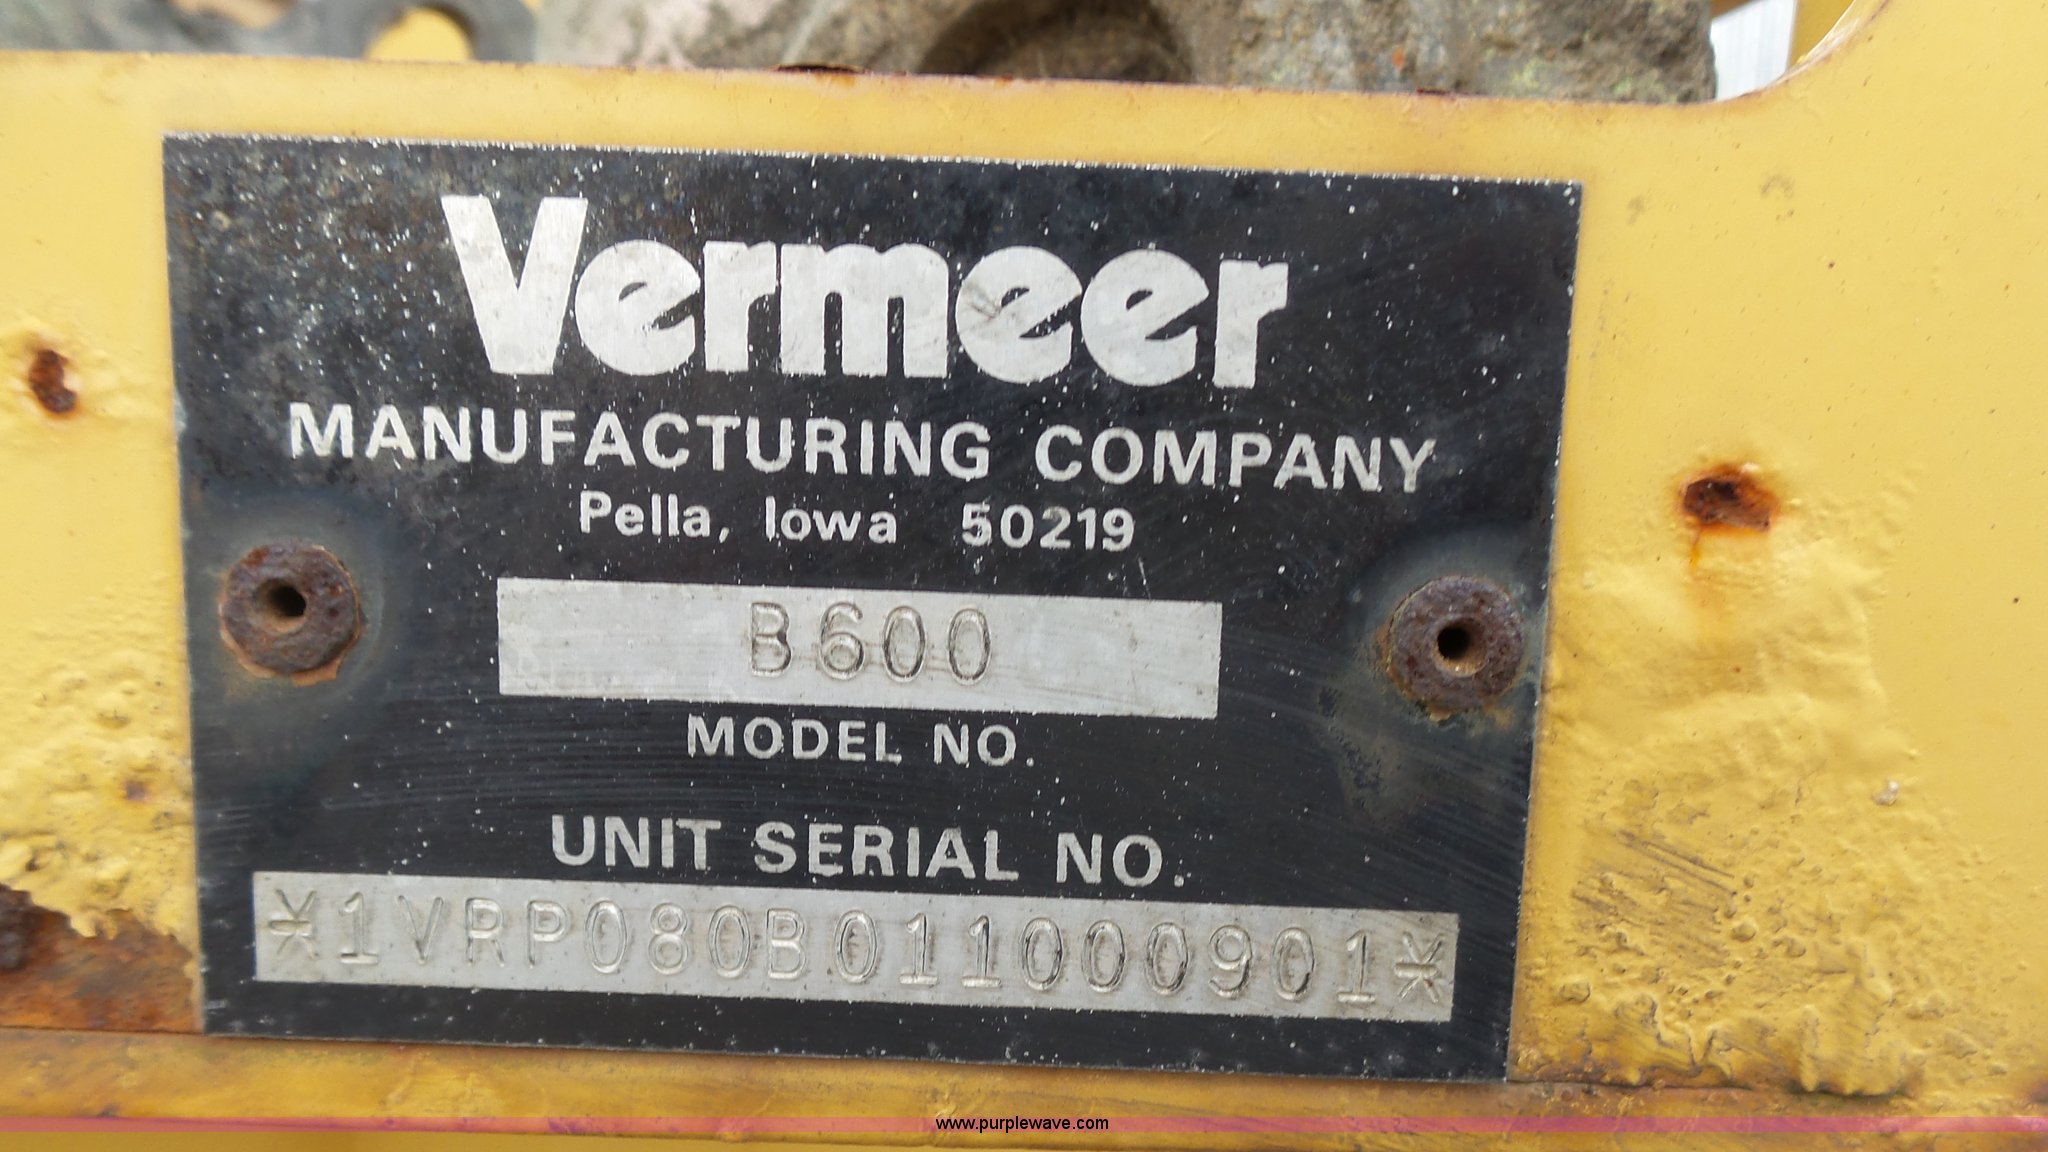 Vermeer
MANUFACTURING COMPANY
Pella, Iowa 50219
B600
MODEL NO.
UNIT SERIAL NO.
*1VRP080B011000901*
www.purplewave.com